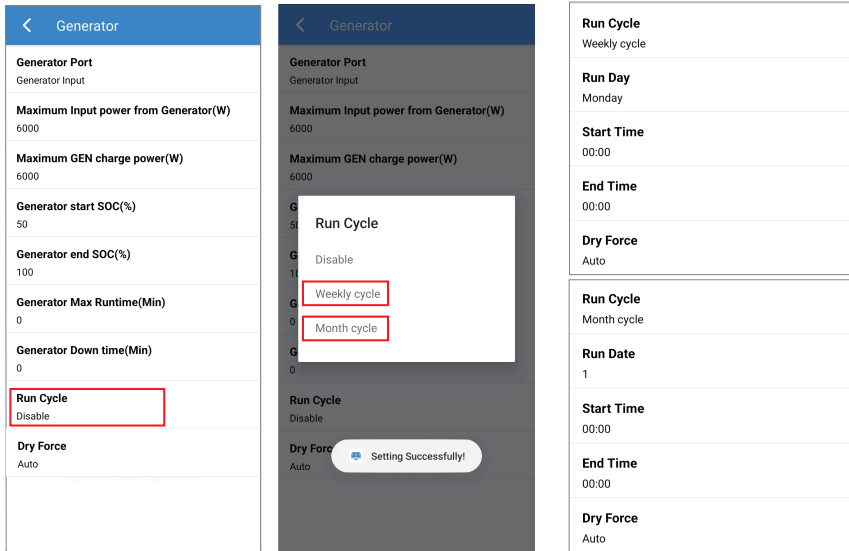 Generator
Generator Port
Generator Input
Maximum Input power from Generator(W)
6000
Maximum GEN charge power(W)
6000
Generator start SOC(%)
50
Generator end SOC(%)
100
Generator Max Runtime(Min)
0
Generator Down time(Min)
0
Run Cycle
Disable
Dry Force
Auto
Generator
Generator Port
Generator Input
Maximum Input power from Generator(W)
6000
Maximum GEN charge power(W)
6000
G
50
Run Cycle
Disable
G
10
Weekly cycle
G
0
Month cycle
G
0
Run Cycle
Disable
Dry Forc
Auto
Setting Successfully!
Run Cycle
Weekly cycle
Run Day
Monday
Start Time
00:00
End Time
00:00
Dry Force
Auto
Run Cycle
Month cycle
Run Date
1
Start Time
00:00
End Time
00:00
Dry Force
Auto